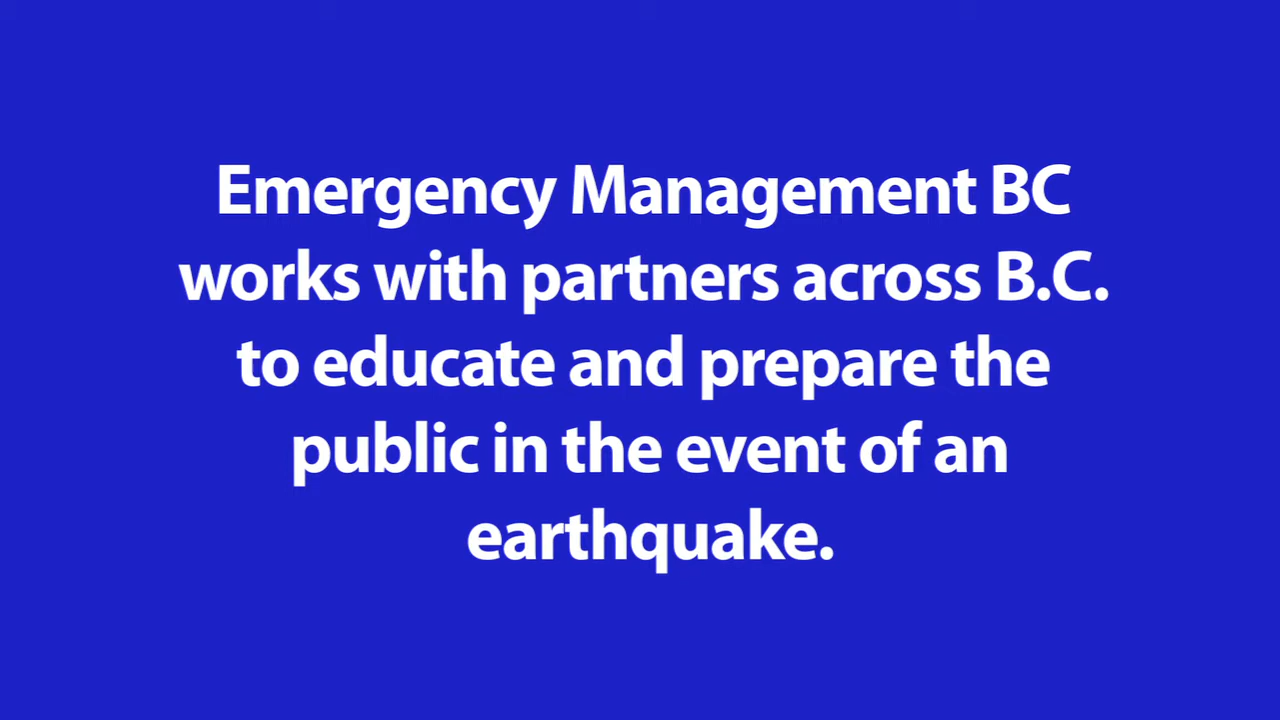 Emergency Management BC
works with partners across B.C.
to educate and prepare the
public in the event of an
earthquake.